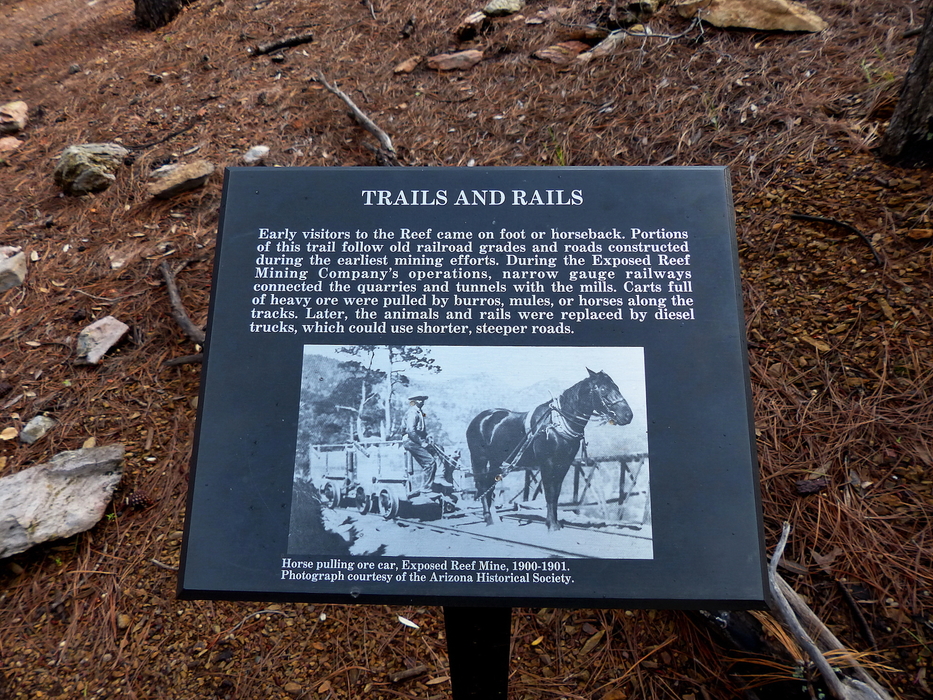 TRAILS AND RAILS
Early visitors to the Reef came on foot or horseback. Portions
of this trail follow old railroad grades and roads constructed
during the earliest mining efforts. During the Exposed Reef
Mining Company's operations, narrow gauge railways
connected the quarries and tunnels with the mills. Carts full
of heavy ore were pulled by burros, mules, or horses along the
tracks. Later, the animals and rails were replaced by diesel
trucks, which could use shorter, steeper roads.
Horse pulling ore car, Exposed Reef Mine, 1900-1901.
Photograph courtesy of the Arizona Historical Society.